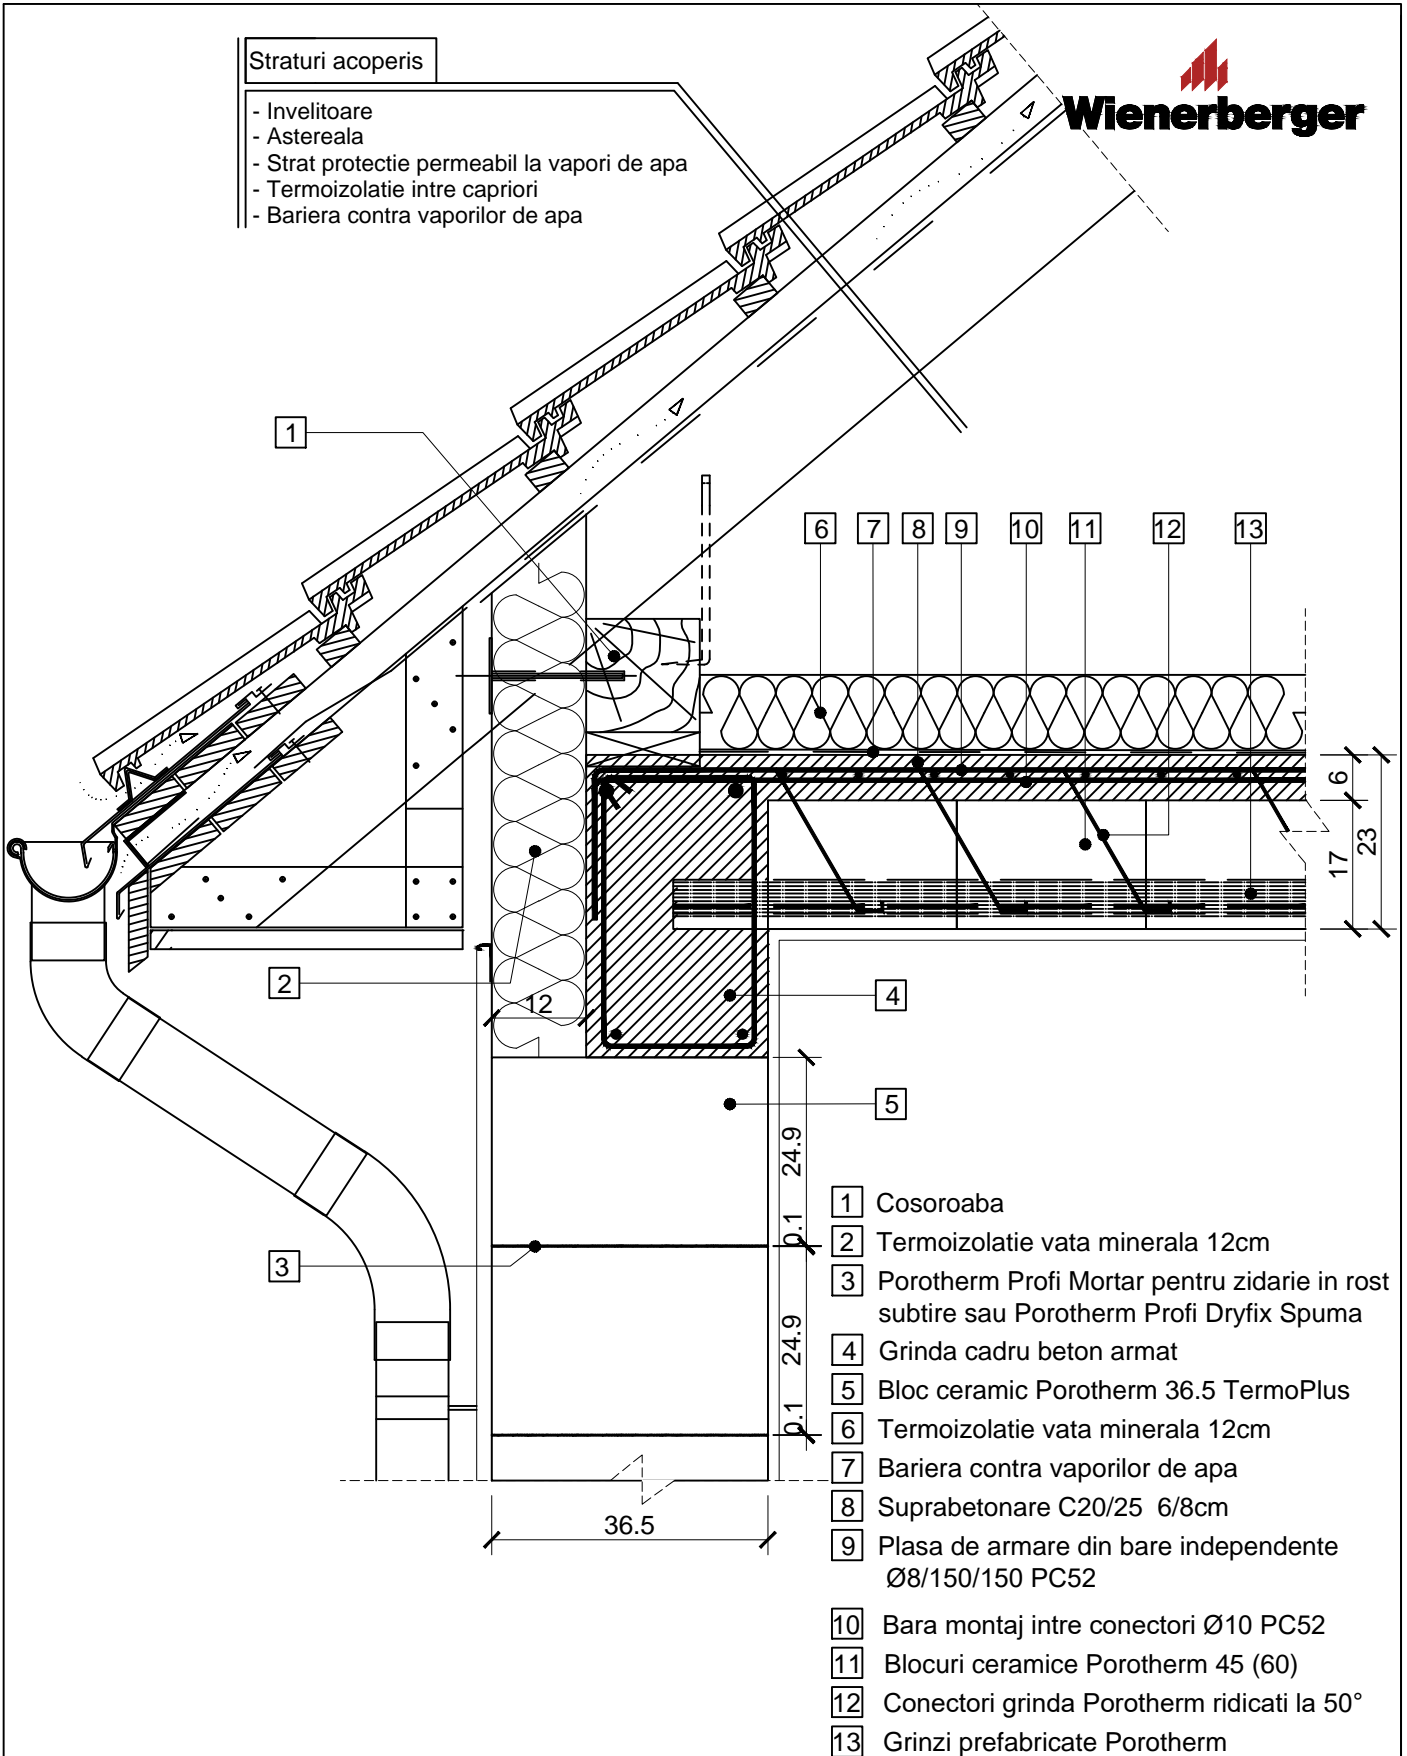 Straturi acoperis
- Invelitoare
- Astereala
- Strat protectie permeabil la vapori de apa
- Termoizolatie intre capriori
- Bariera contra vaporilor de apa
Wienerberger
1
6 7 8 9 10 11 12 13
6
17
23
2
12
4
5
24.9
0.1
3
24.9
0.1
36.5
1 Cosoroaba
2 Termoizolatie vata minerala 12cm
3 Porotherm Profi Mortar pentru zidarie in rost
subtire sau Porotherm Profi Dryfix Spuma
4 Grinda cadru beton armat
5 Bloc ceramic Porotherm 36.5 TermoPlus
6 Termoizolatie vata minerala 12cm
7 Bariera contra vaporilor de apa
8 Suprabetonare C20/25 6/8cm
9 Plasa de armare din bare independente
Ø8/150/150 PC52
10 Bara montaj intre conectori Ø10 PC52
11 Blocuri ceramice Porotherm 45 (60)
12 Conectori grinda Porotherm ridicati la 50°
13 Grinzi prefabricate Porotherm